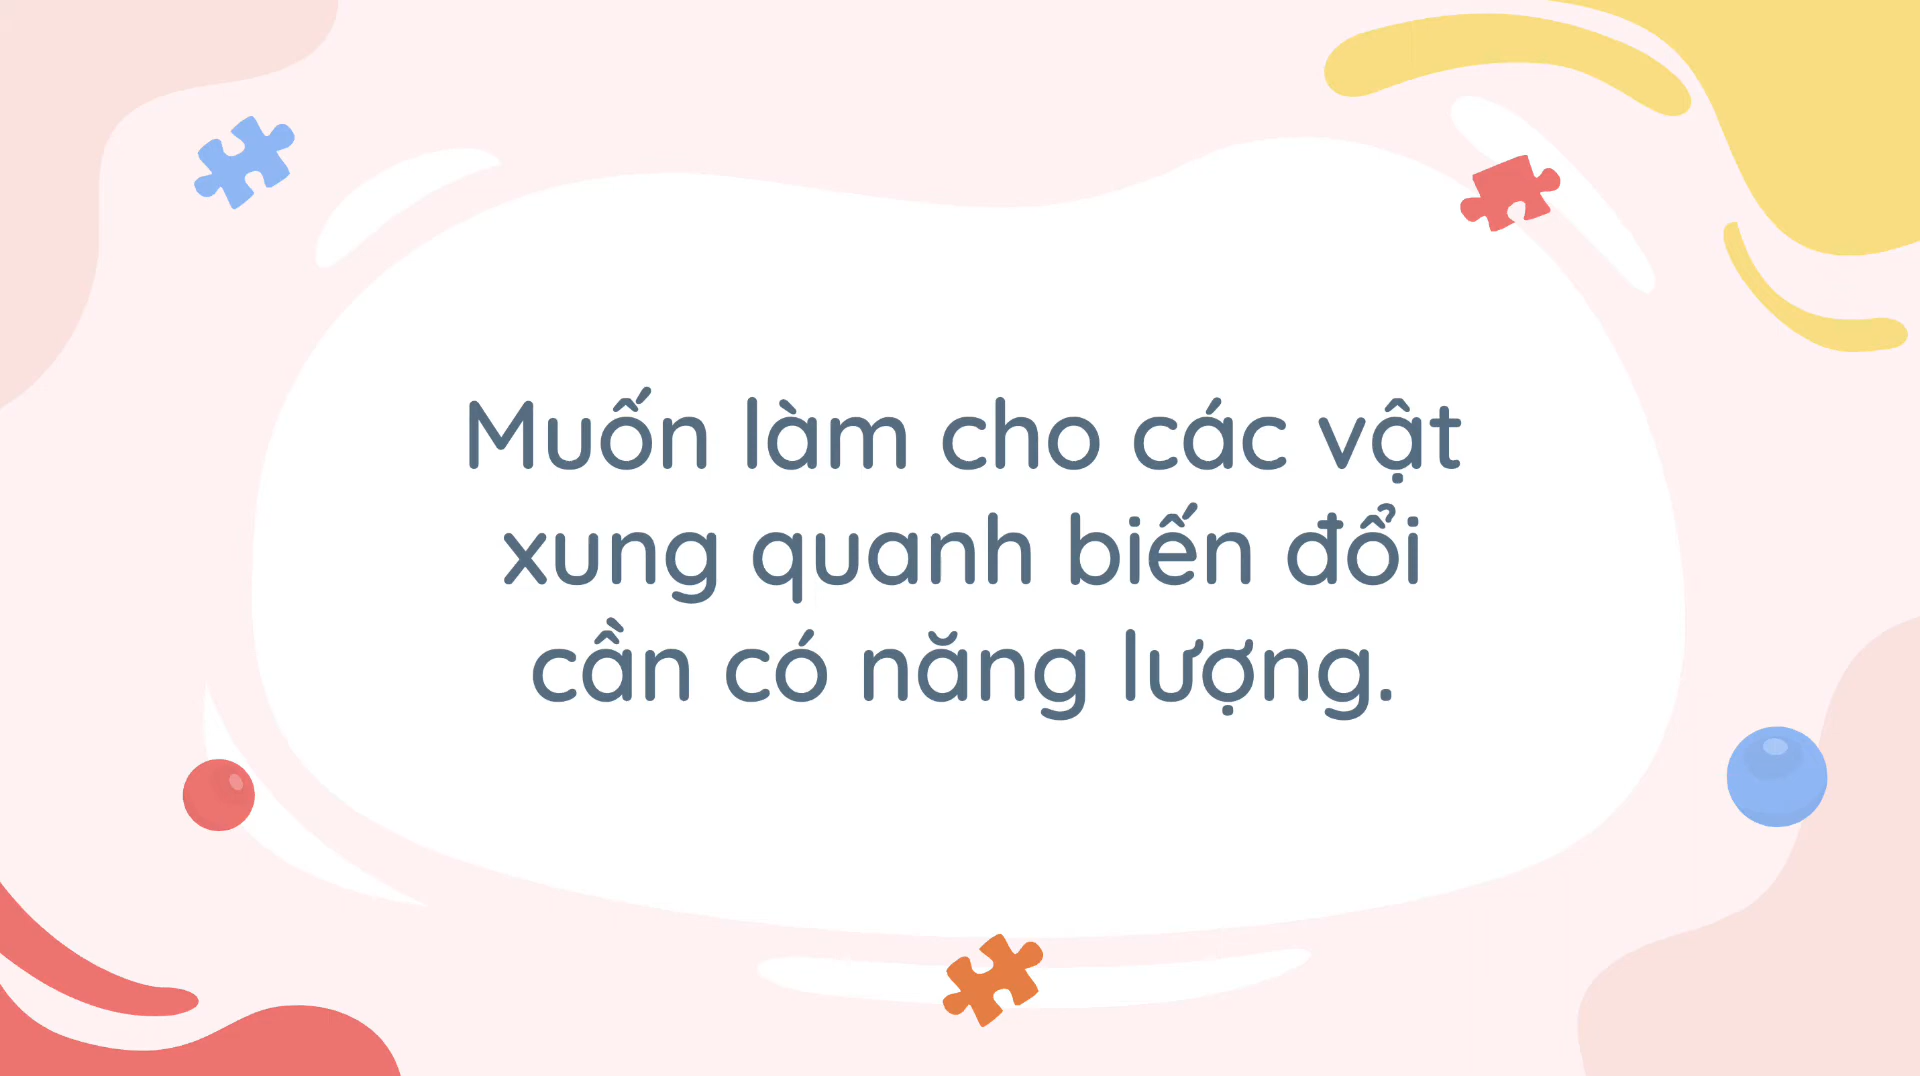 Muốn làm cho các vật
xung quanh biến đổi
cần có năng lượng.